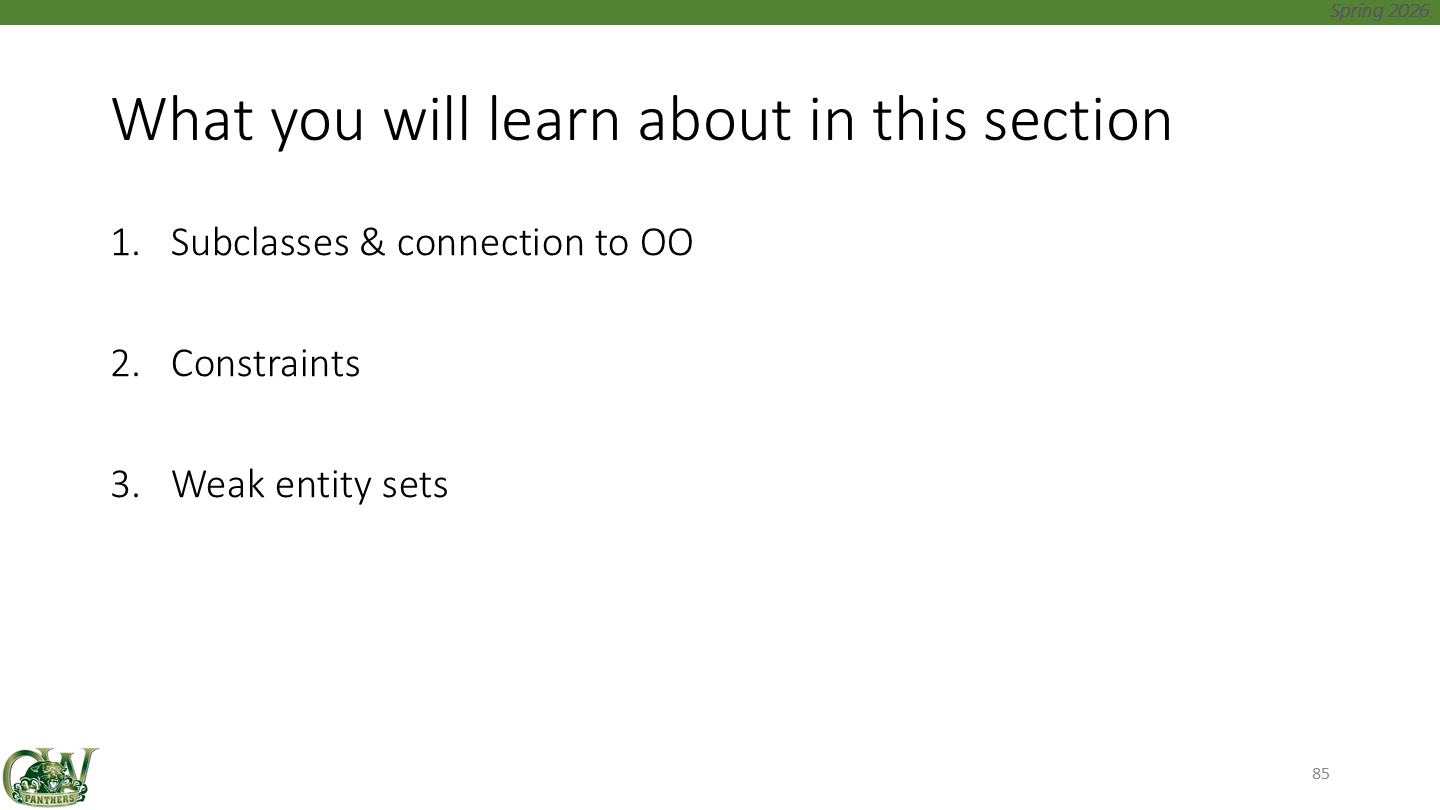 Spring 2026
What you will learn about in this section
1. Subclasses & connection to OO
2. Constraints
3. Weak entity sets
OW
PANTHERS
85